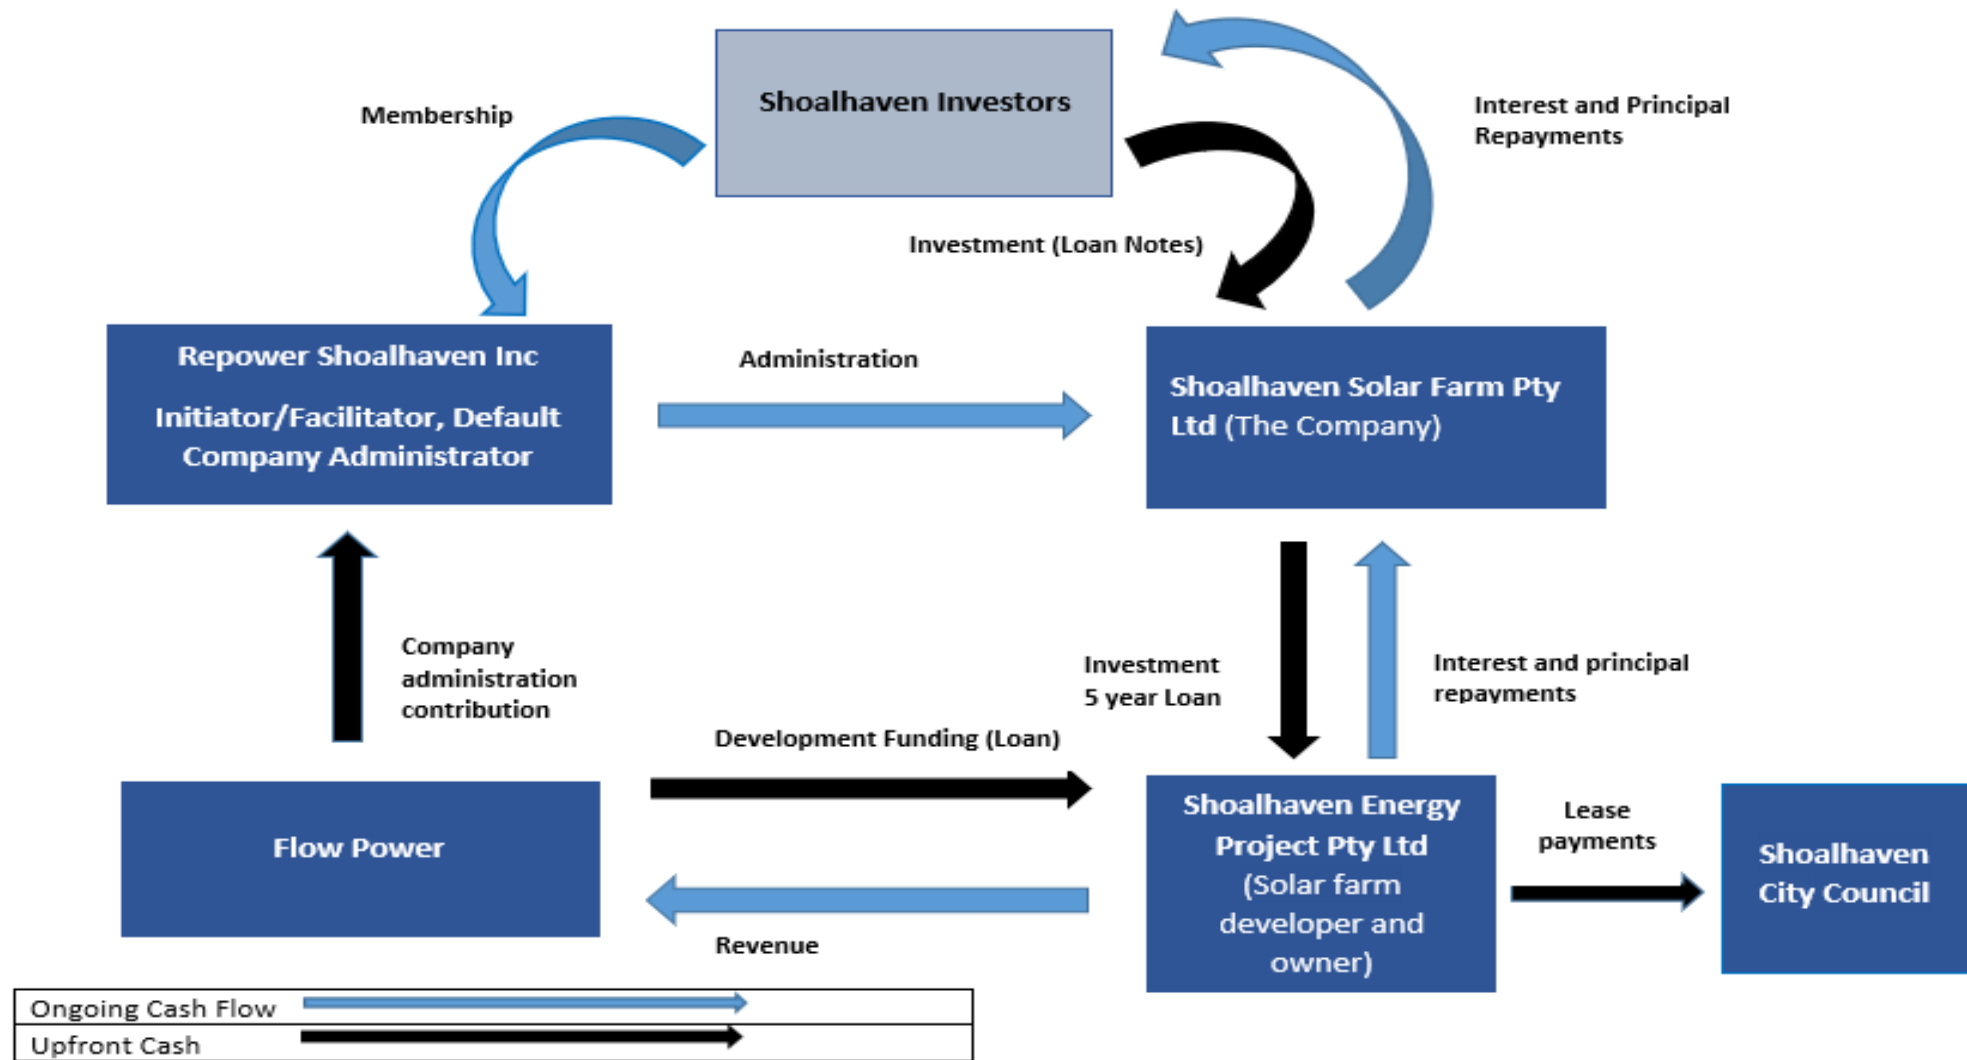 Shoalhaven Investors
Membership
Interest and Principal
Repayments
Investment (Loan Notes)
Repower Shoalhaven Inc
Initiator/Facilitator, Default
Company Administrator
Administration
Shoalhaven Solar Farm Pty
Ltd (The Company)
Company
administration
contribution
Investment
5 year Loan
Interest and principal
repayments
Development Funding (Loan)
Flow Power
Revenue
Shoalhaven Energy
Project Pty Ltd
(Solar farm
developer and
owner)
Lease
payments
Shoalhaven
City Council
Ongoing Cash Flow
Upfront Cash